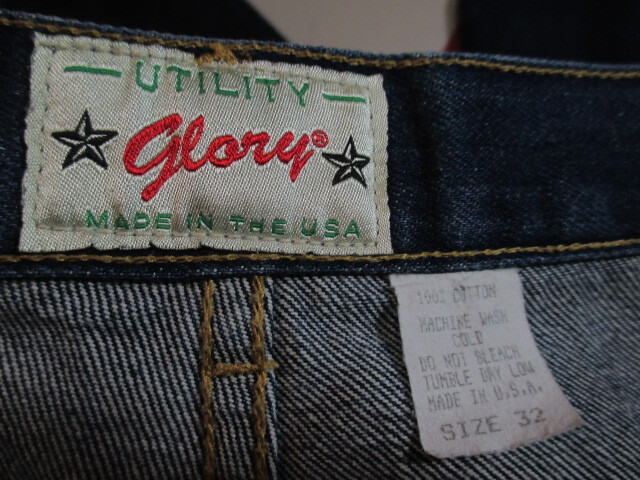 UTILITY
glory®
MADE IN THE USA
100% COTTON
MACHINE WASH
COLD
DO NOT BLEACH
TUMBLE DRY LOW
MADE IN U.S.A.
SIZE 32